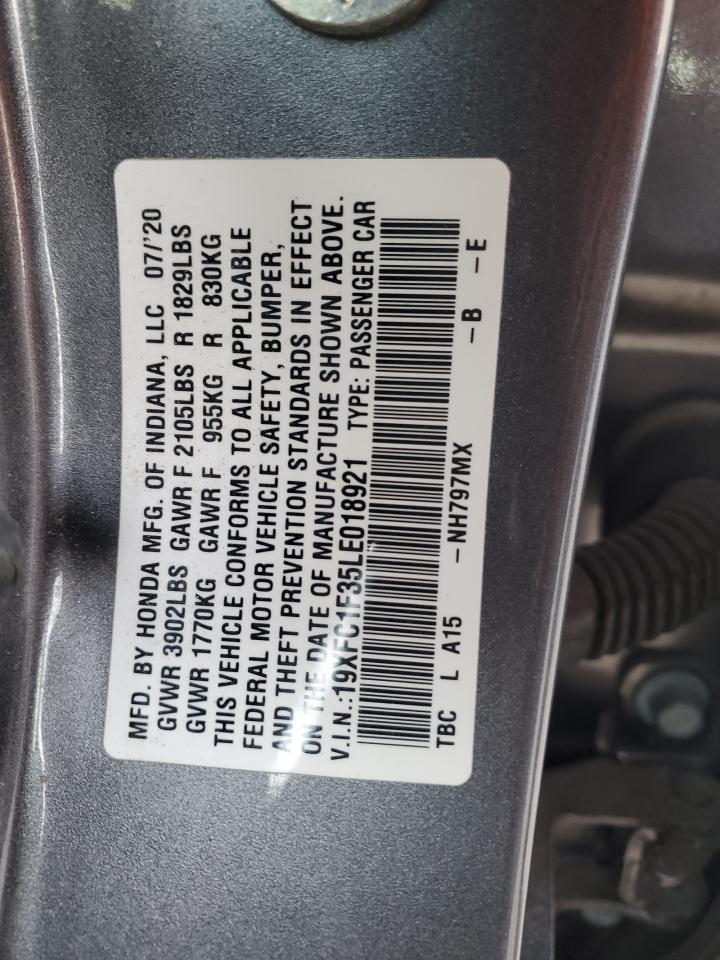 MFD. BY HONDA MFG. OF INDIANA, LLC 07/'20
GVWR 3902LBS GAWR F 2105LBS R 1829LBS
GVWR 1770KG GAWR F 955KG R 830KG
THIS VEHICLE CONFORMS TO ALL APPLICABLE
FEDERAL MOTOR VEHICLE SAFETY, BUMPER,
AND THEFT PREVENTION STANDARDS IN EFFECT
ON THE DATE OF MANUFACTURE SHOWN ABOVE.
V.I.N.:19XFC1F35LE018921 TYPE: PASSENGER CAR
TBC L A15 -NH797MX -B -E